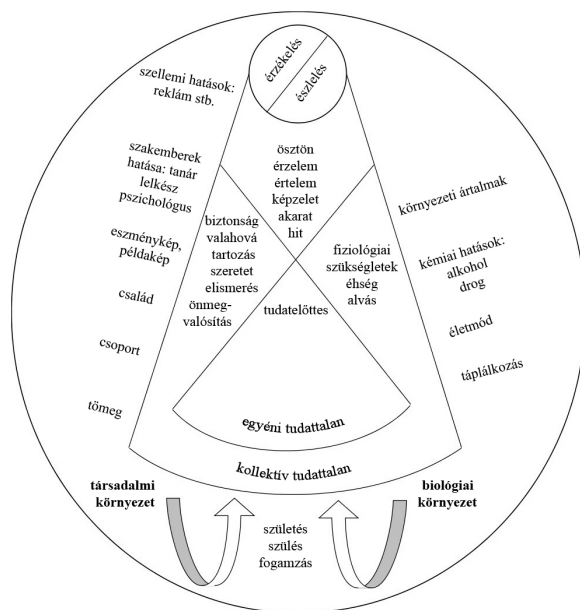 érzékelés
észlelés
szellemi hatások:
reklám stb.
szakemberek
hatása: tanár
lelkész
pszichológus
eszménykép,
példakép
család
csoport
tömeg
ösztön
érzelem
értelem
képzelet
akarat
hit
biztonság
valahová
tartozás
szeretet
elismerés
önmeg-
valósítás
fiziológiai
szükségletek
éhség
alvás
tudatelőttes
környezeti ártalmak
kémiai hatások:
alkohol
drog
életmód
táplálkozás
egyéni tudattalan
kollektív tudattalan
társadalmi
környezet
biológiai
környezet
születés
szülés
fogamzás